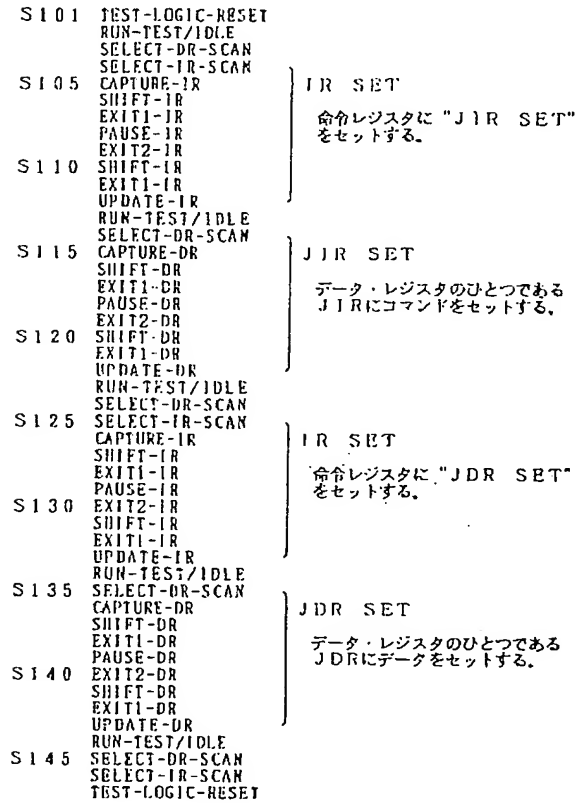 S101 TEST-LOGIC-RESET
RUN-TEST/IDLE
SELECT-DR-SCAN
SELECT-IR-SCAN
S105 CAPTURE-IR
SHIFT-IR
EXIT1-IR
PAUSE-IR
EXIT2-IR
S110 SHIFT-IR
EXIT1-IR
UPDATE-IR
IR SET
命令レジスタに "JIR SET"
をセットする。
RUN-TEST/IDLE
SELECT-DR-SCAN
S115 CAPTURE-DR
SHIFT-DR
EXIT1-DR
PAUSE-DR
EXIT2-DR
S120 SHIFT-DR
EXIT1-DR
UPDATE-DR
JIR SET
データ・レジスタのひとつである
JIRにコマンドをセットする。
RUN-TEST/IDLE
SELECT-DR-SCAN
S125 SELECT-IR-SCAN
CAPTURE-IR
SHIFT-IR
EXIT1-IR
PAUSE-IR
S130 EXIT2-IR
SHIFT-IR
EXIT1-IR
UPDATE-IR
IR SET
命令レジスタに "JDR SET"
をセットする。
RUN-TEST/IDLE
S135 SELECT-DR-SCAN
CAPTURE-DR
SHIFT-DR
EXIT1-DR
PAUSE-DR
S140 EXIT2-DR
SHIFT-DR
EXIT1-DR
UPDATE-DR
JDR SET
データ・レジスタのひとつである
JDRにデータをセットする。
RUN-TEST/IDLE
S145 SELECT-DR-SCAN
SELECT-IR-SCAN
TEST-LOGIC-RESET